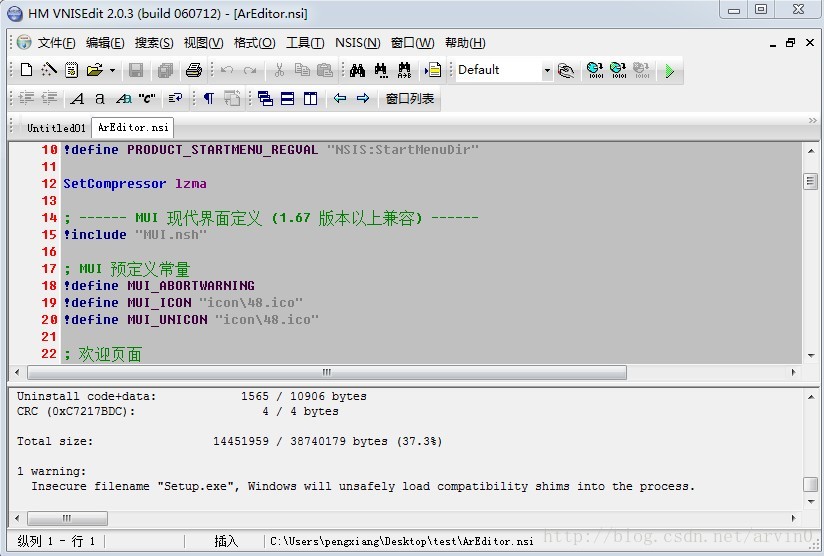 HM VNISEdit 2.0.3 (build 060712) - [ArEditor.nsi]
文件(F) 编辑(E) 搜索(S) 视图(V) 格式(O) 工具(T) NSIS(N) 窗口(W) 帮助(H)
Default
A a Aa "c" 窗口列表
Untitled01 ArEditor.nsi
10 !define PRODUCT_STARTMENU_REGVAL "NSIS:StartMenuDir"
11
12 SetCompressor lzma
13
14 ; ------ MUI 现代界面定义 (1.67 版本以上兼容) ------
15 !include "MUI.nsh"
16
17 ; MUI 预定义常量
18 !define MUI_ABORTWARNING
19 !define MUI_ICON "icon\48.ico"
20 !define MUI_UNICON "icon\48.ico"
21
22 ; 欢迎页面
Uninstall code+data: 1565 / 10906 bytes
CRC (0xC7217BDC): 4 / 4 bytes
Total size: 14451959 / 38740179 bytes (37.3%)
1 warning:
Insecure filename "Setup.exe", Windows will unsafely load compatibility shims into the process.
纵列 1 - 行 1 插入 C:\Users\pengxiang\Desktop\test\ArEditor.nsi
http://blog.csdn.net/arvin0